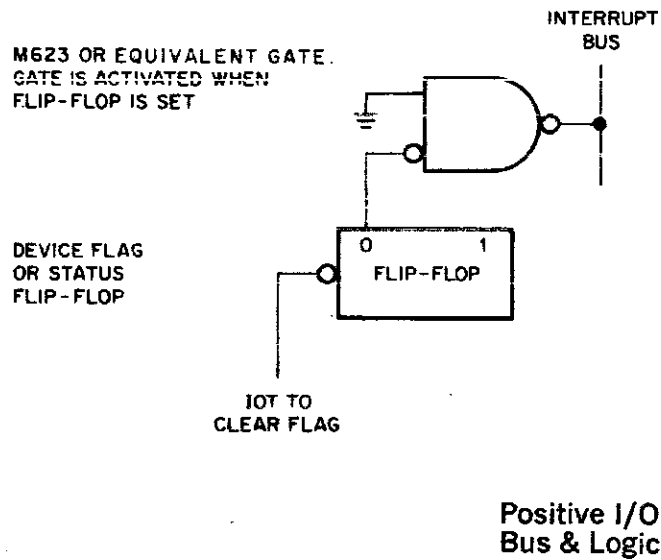 INTERRUPT
BUS
M623 OR EQUIVALENT GATE.
GATE IS ACTIVATED WHEN
FLIP-FLOP IS SET
0 1
FLIP-FLOP
DEVICE FLAG
OR STATUS
FLIP-FLOP
IOT TO
CLEAR FLAG
Positive I/O
Bus & Logic